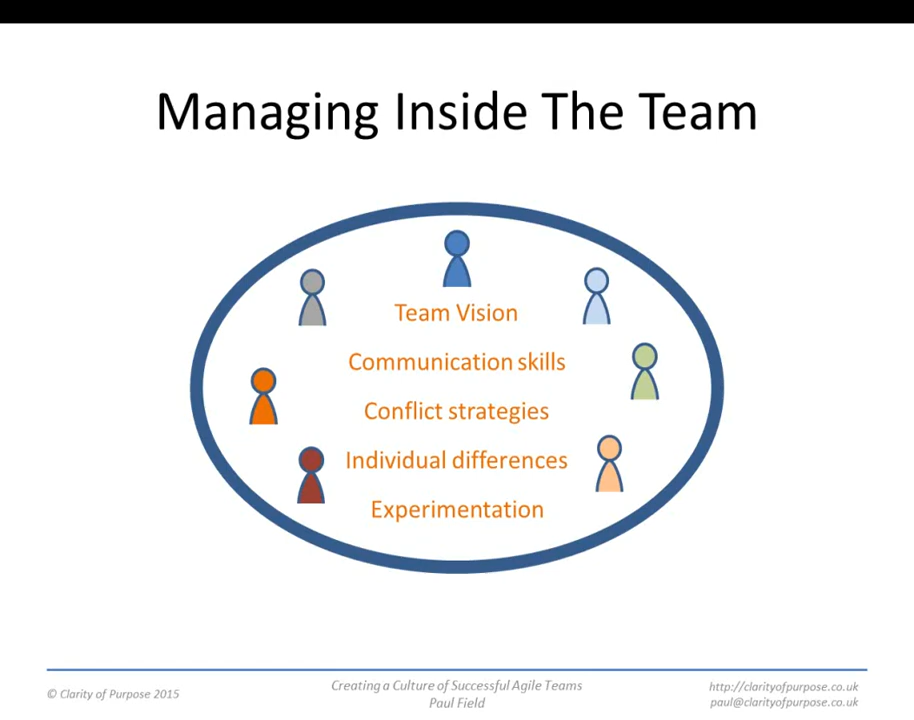 Managing Inside The Team
Team Vision
Communication skills
Conflict strategies
Individual differences
Experimentation
© Clarity of Purpose 2015
Creating a Culture of Successful Agile Teams
Paul Field
http://clarityofpurpose.co.uk
paul@clarityofpurpose.co.uk